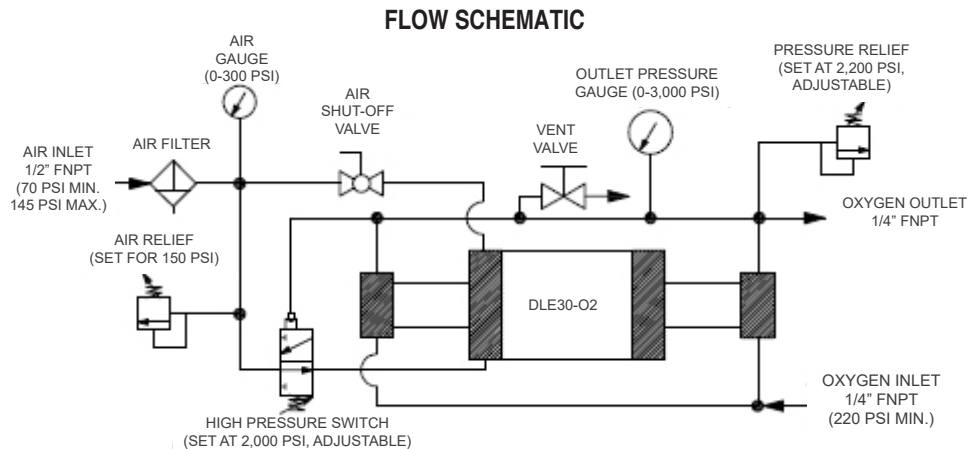 FLOW SCHEMATIC
AIR
GAUGE
(0-300 PSI)
AIR
SHUT-OFF
VALVE
OUTLET PRESSURE
GAUGE (0-3,000 PSI)
VENT
VALVE
PRESSURE RELIEF
(SET AT 2,200 PSI,
ADJUSTABLE)
AIR FILTER
AIR INLET
1/2” FNPT
(70 PSI MIN.
145 PSI MAX.)
OXYGEN OUTLET
1/4” FNPT
AIR RELIEF
(SET FOR 150 PSI)
DLE30-O2
OXYGEN INLET
1/4” FNPT
(220 PSI MIN.)
HIGH PRESSURE SWITCH
(SET AT 2,000 PSI, ADJUSTABLE)